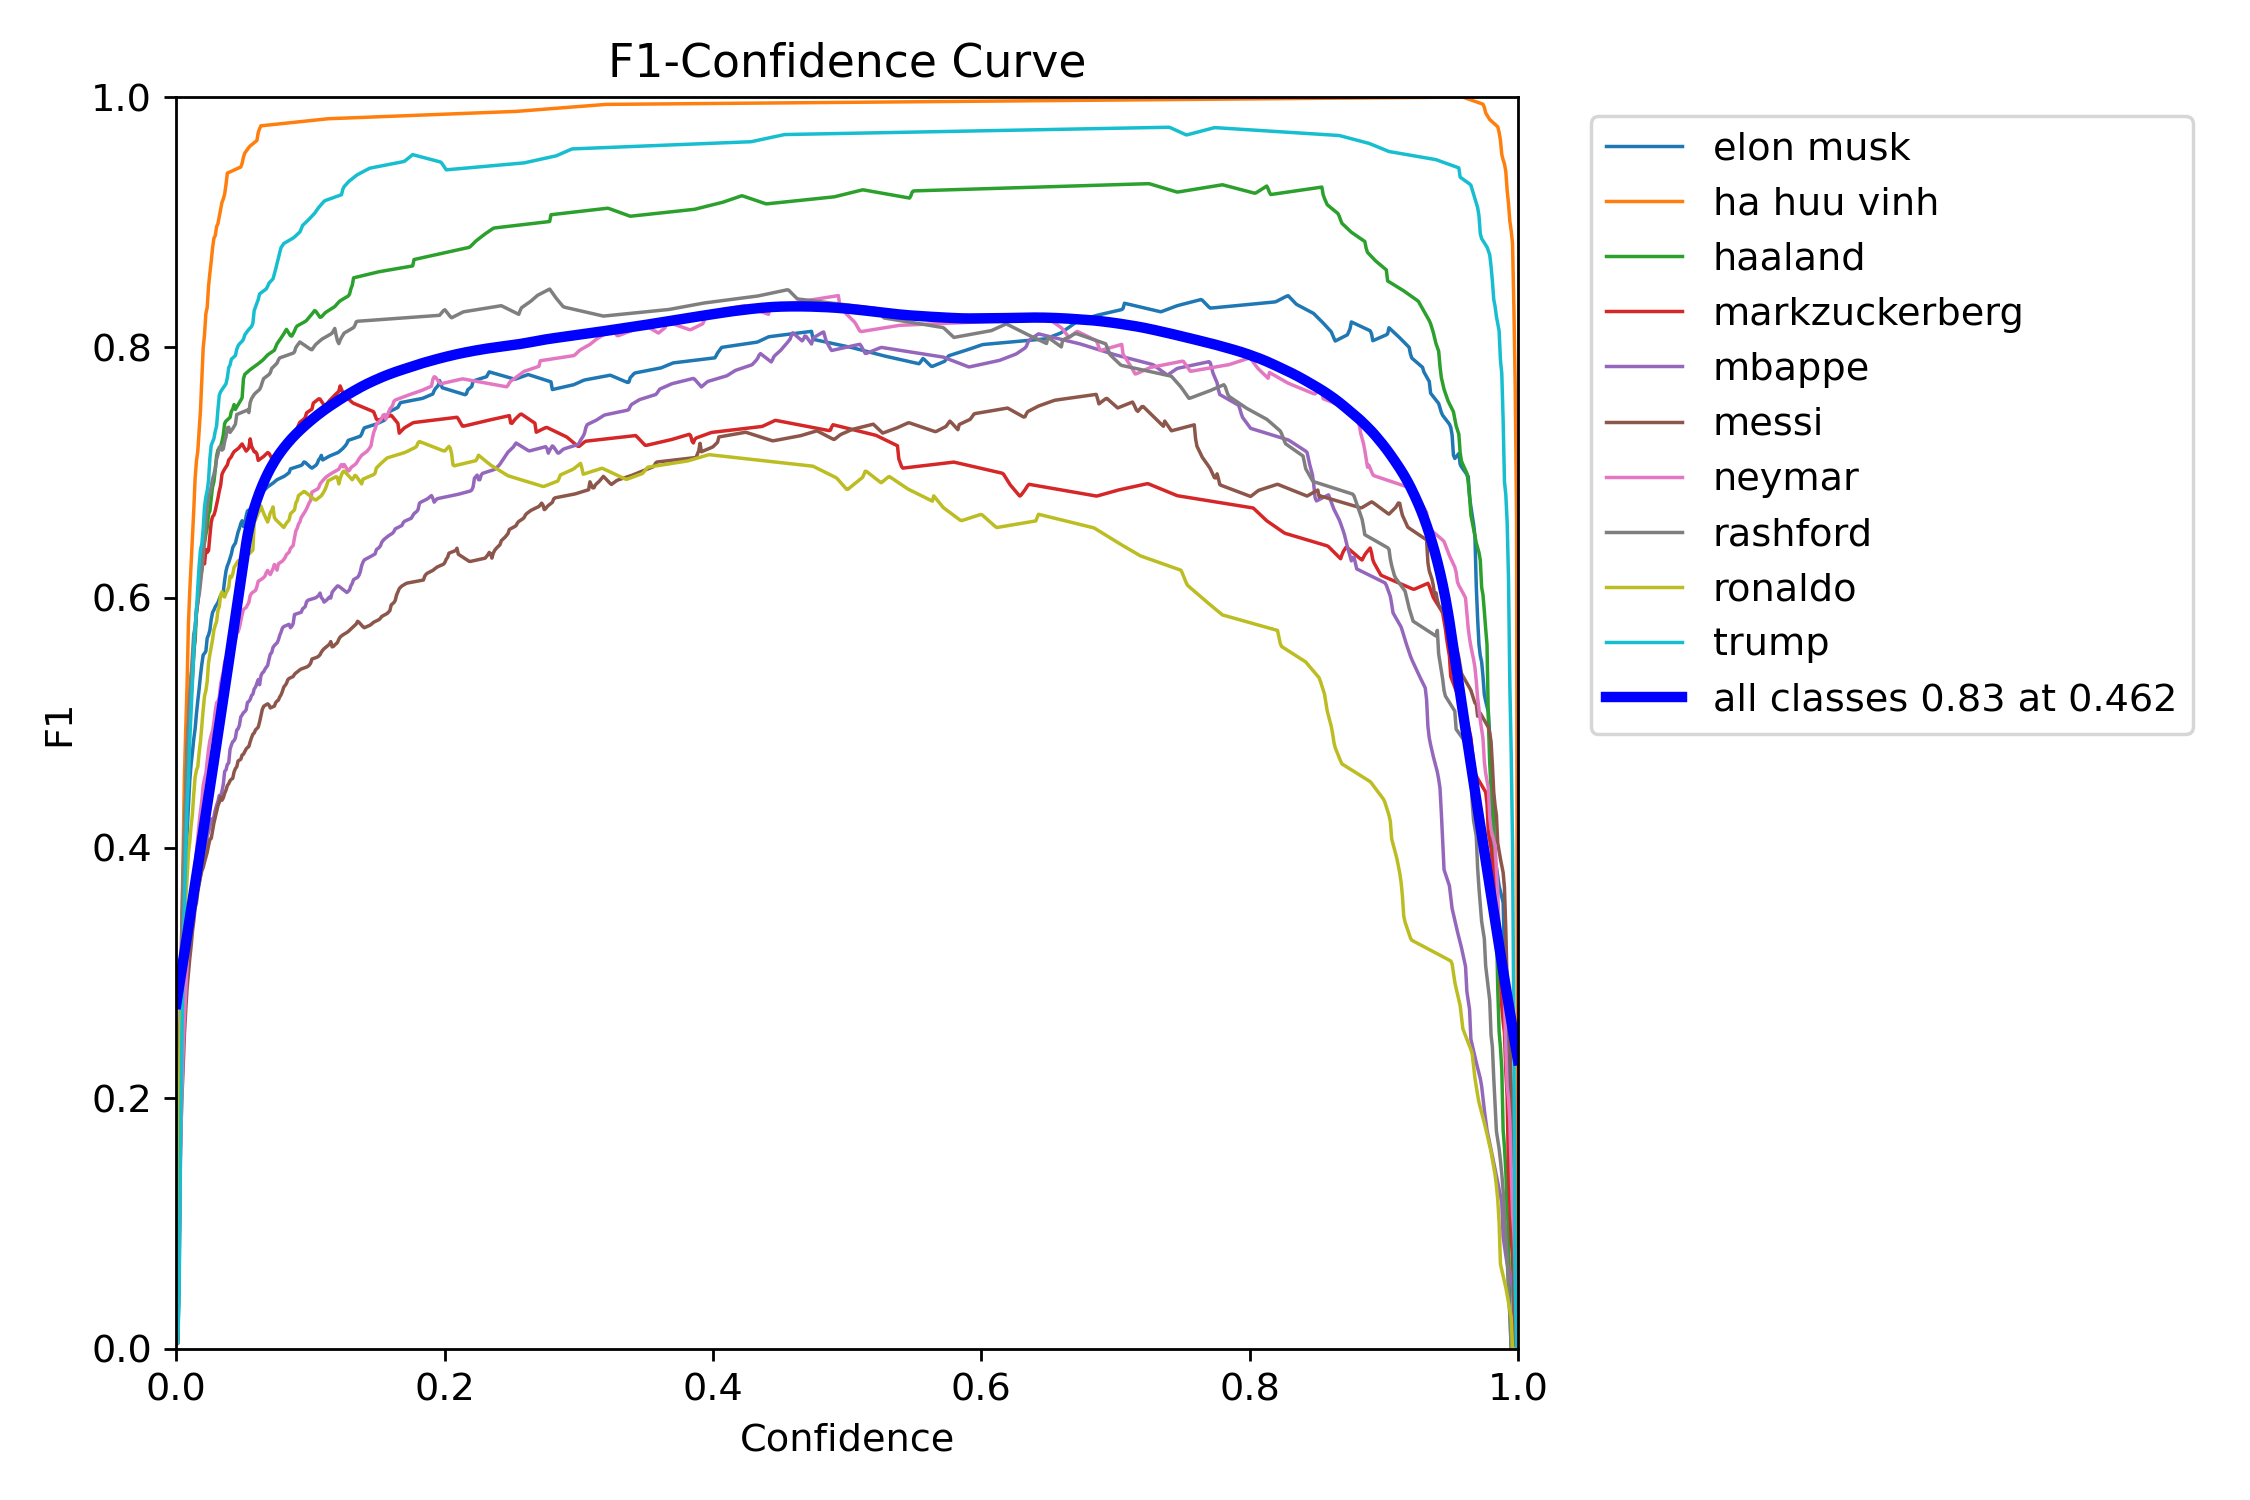 F1-Confidence Curve
1.0
0.8
0.6
0.4
0.2
0.0
F1
0.0 0.2 0.4 0.6 0.8 1.0
Confidence
elon musk
ha huu vinh
haaland
markzuckerberg
mbappe
messi
neymar
rashford
ronaldo
trump
all classes 0.83 at 0.462